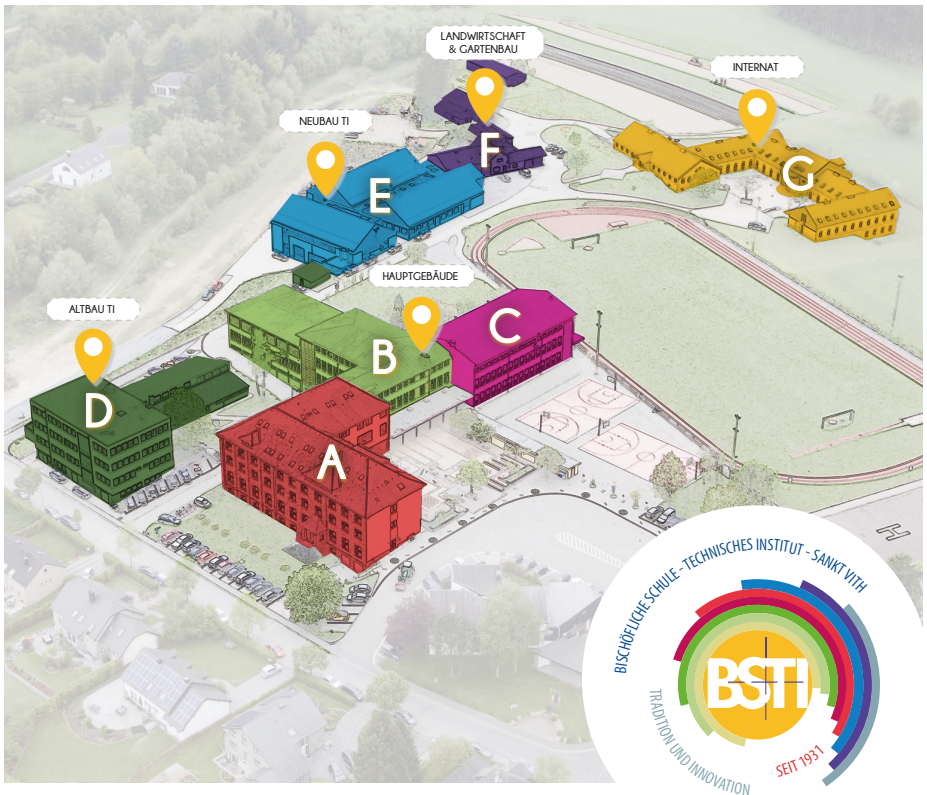 LANDWIRTSCHAFT
& GARTENBAU
INTERNAT
NEUBAU TI
F
G
E
HAUPTGEBÄUDE
ALTBAU TI
C
B
D
A
H
BISCHÖFLICHE SCHULE - TECHNISCHES INSTITUT - SANKT VITH
BSTI
TRADITION UND INNOVATION
SEIT 1931